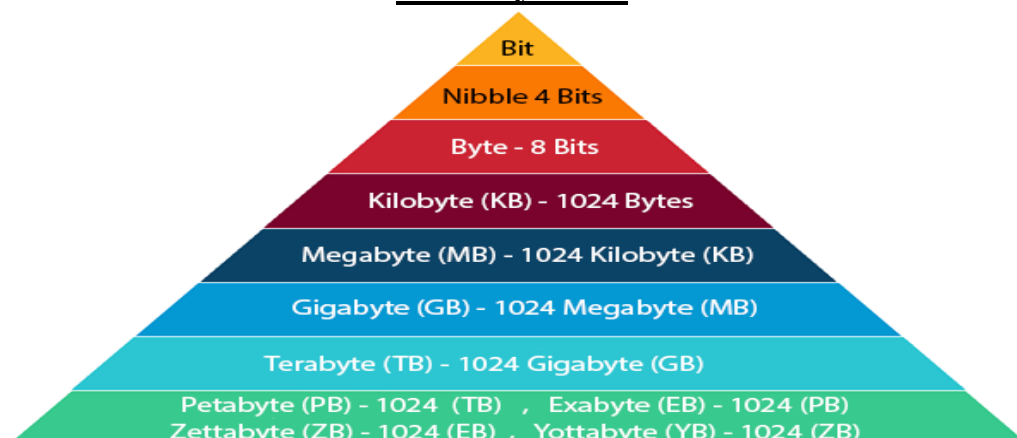 Bit
Nibble 4 Bits
Byte - 8 Bits
Kilobyte (KB) - 1024 Bytes
Megabyte (MB) - 1024 Kilobyte (KB)
Gigabyte (GB) - 1024 Megabyte (MB)
Terabyte (TB) - 1024 Gigabyte (GB)
Petabyte (PB) - 1024 (TB) , Exabyte (EB) - 1024 (PB)
Zettabyte (ZB) - 1024 (EB) , Yottabyte (YB) - 1024 (ZB)